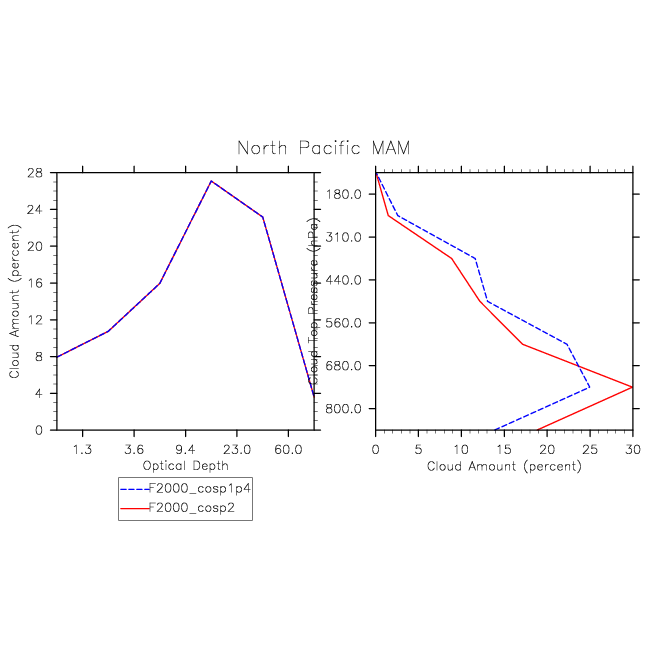 North Pacific MAM
Cloud Amount (percent)
28
24
20
16
12
8
4
0
1.3 3.6 9.4 23.0 60.0
Optical Depth
Cloud Top Pressure (hPa)
180.0
310.0
440.0
560.0
680.0
800.0
0 5 10 15 20 25 30
Cloud Amount (percent)
F2000_cosp1p4
F2000_cosp2